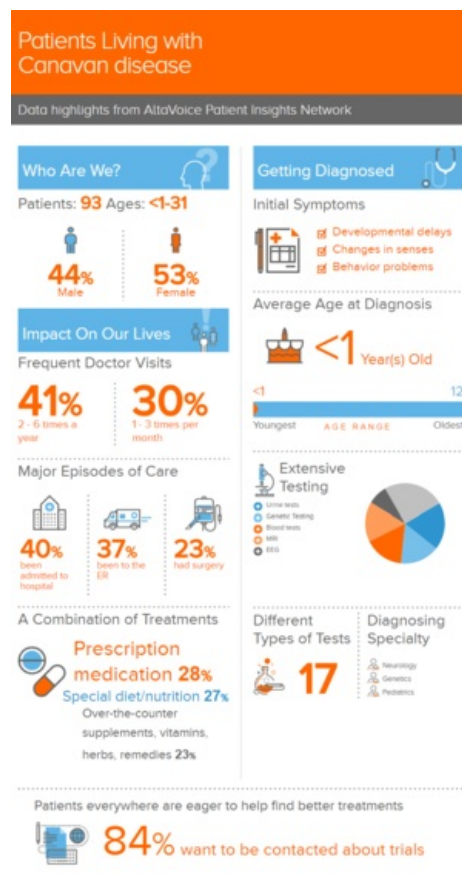 Patients Living with
Canavan disease
Data highlights from AltaVoice Patient Insights Network
Who Are We?
Patients: 93 Ages: <1-31
44%
Male
53%
Female
Impact On Our Lives
Frequent Doctor Visits
41%
2 - 6 times a
year
30%
1 - 3 times per
month
Major Episodes of Care
40%
been
admitted to
hospital
37%
been to the
ER
23%
had surgery
A Combination of Treatments
Prescription
medication 28%
Special diet/nutrition 27%
Over-the-counter
supplements, vitamins,
herbs, remedies 23%
Getting Diagnosed
Initial Symptoms
Developmental delays
Changes in senses
Behavior problems
Average Age at Diagnosis
<1 Year(s) Old
<1
12
Youngest AGE RANGE Oldest
Extensive
Testing
Urine tests
Genetic Testing
Blood tests
MRI
EEG
Different
Types of Tests
17
Diagnosing
Specialty
Neurology
Genetics
Pediatrics
Patients everywhere are eager to help find better treatments
84% want to be contacted about trials